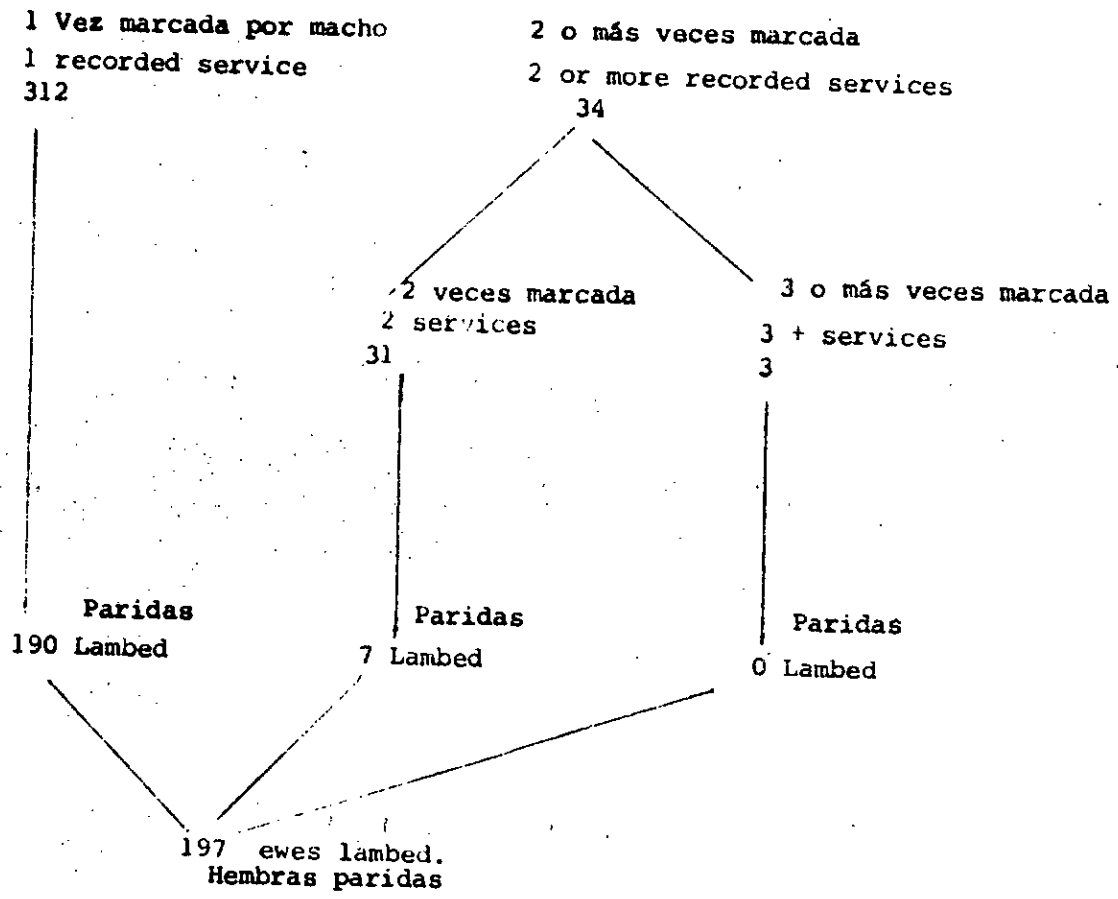 1 Vez marcada por macho
1 recorded service
312
2 o más veces marcada
2 or more recorded services
34
2 veces marcada
2 services
31
3 o más veces marcada
3 + services
3
Paridas
190 Lambed
Paridas
7 Lambed
Paridas
0 Lambed
197 ewes lambed.
Hembras paridas